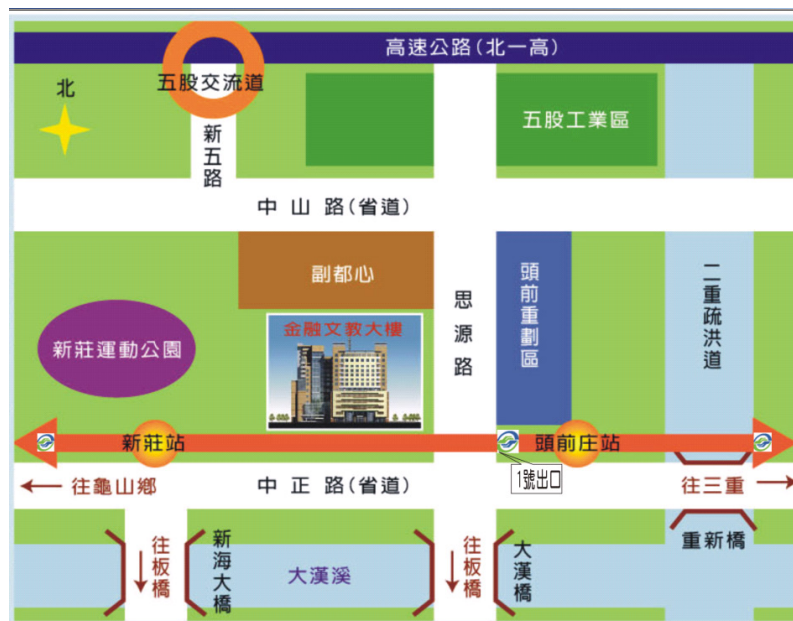 高速公路(北一高)
五股交流道
北
新五路
五股工業區
中山路(省道)
副都心
思源路
頭前重劃區
二重疏洪道
金融文教大樓
新莊運動公園
新莊站
頭前庄站
1號出口
往龜山鄉
中正路(省道)
往三重
往板橋
新海大橋
大漢溪
往板橋
大漢橋
重新橋